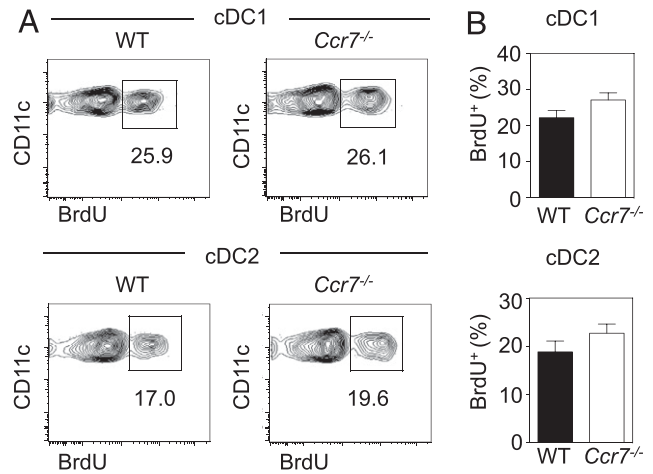 A
cDC1
WT
Ccr7-/-
CD11c
25.9
BrdU
CD11c
26.1
BrdU
cDC2
WT
Ccr7-/-
CD11c
17.0
BrdU
CD11c
19.6
BrdU
B
cDC1
BrdU+ (%)
40
30
20
10
0
WT
Ccr7-/-
cDC2
BrdU+ (%)
30
20
10
0
WT
Ccr7-/-